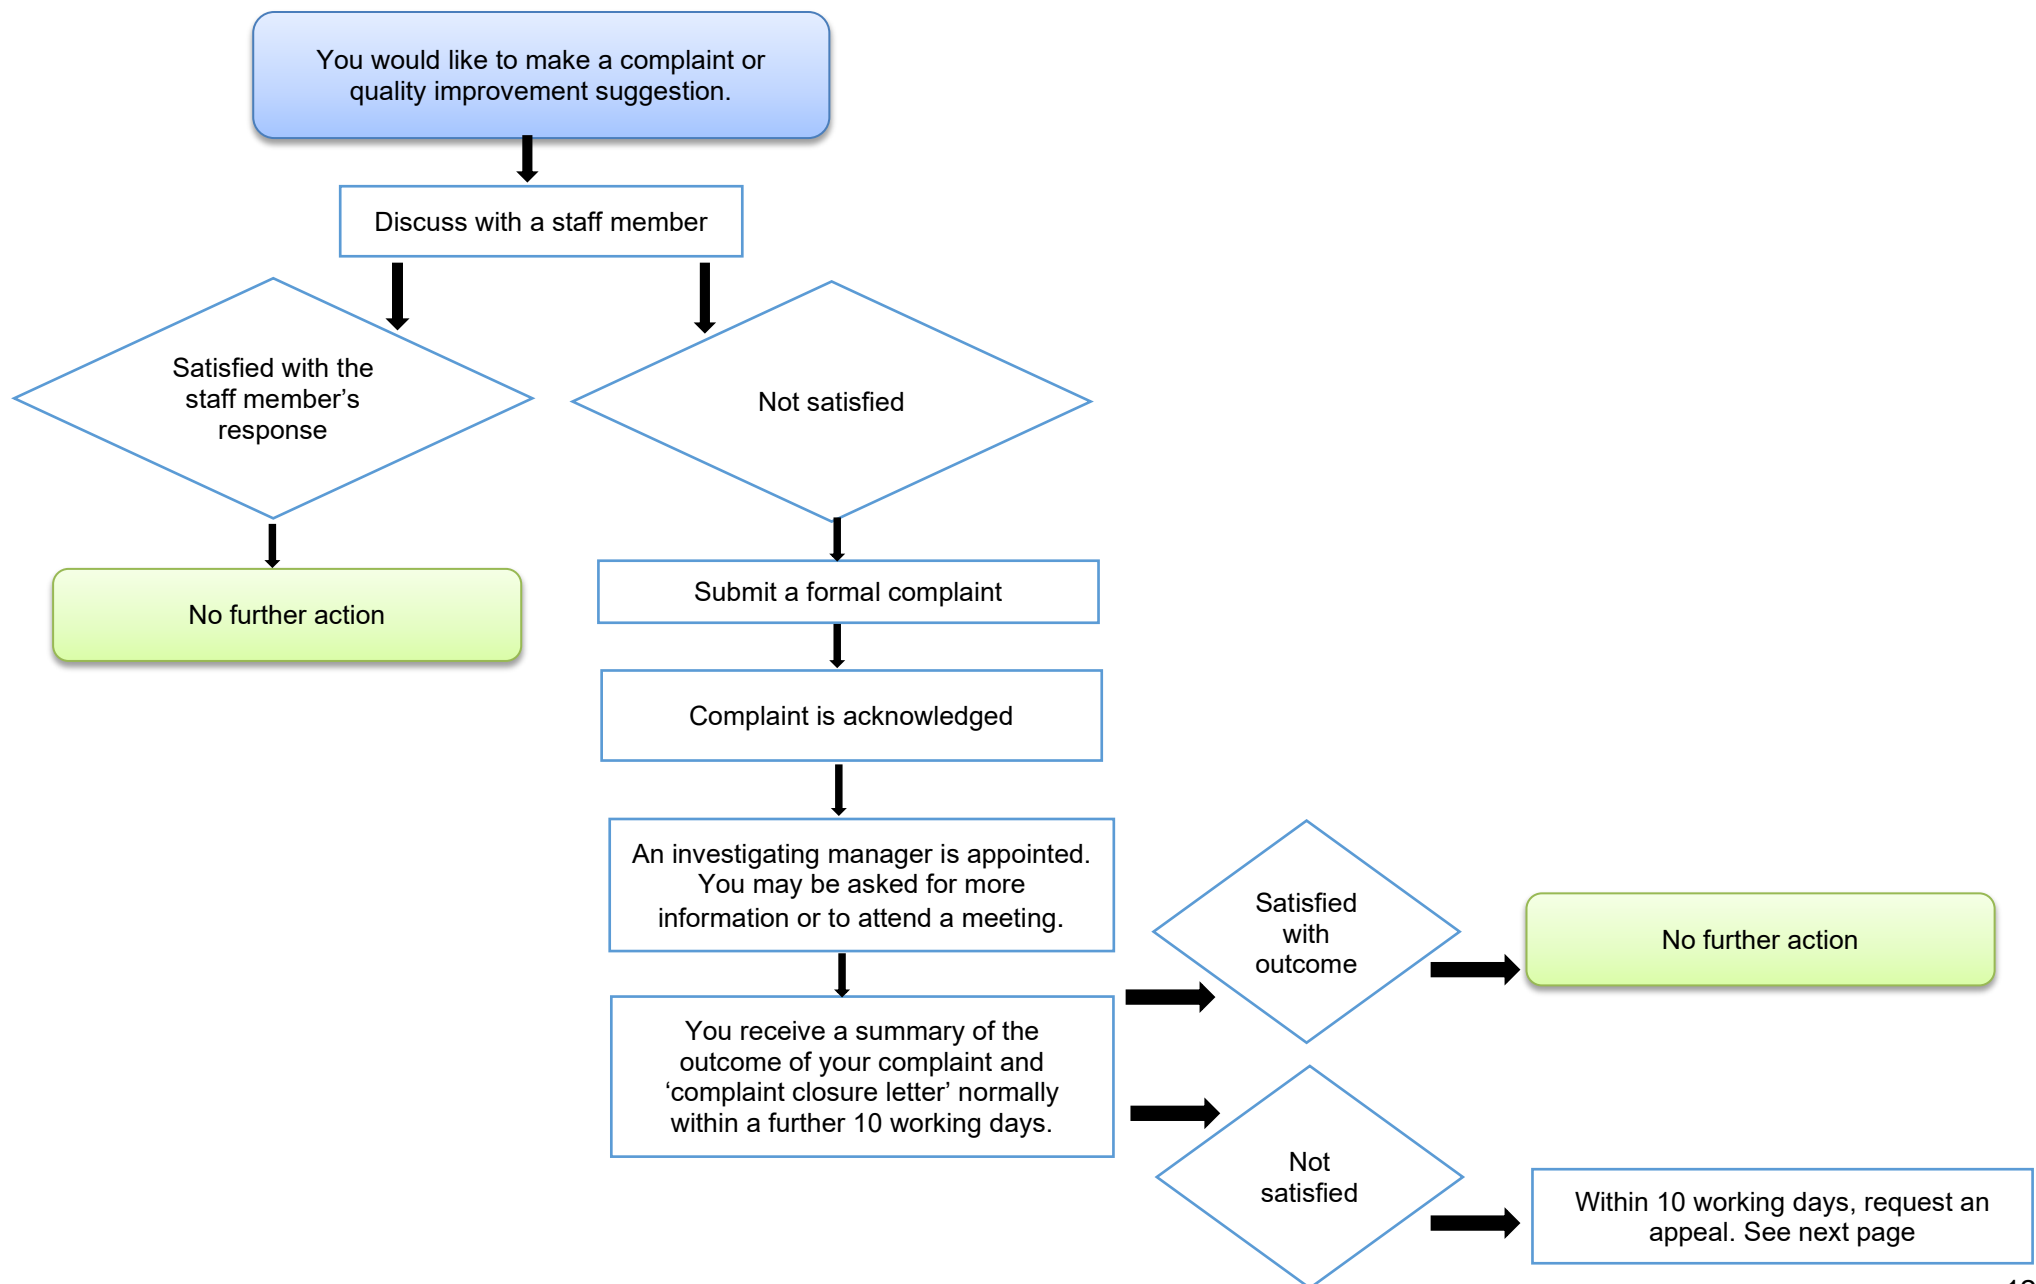 You would like to make a complaint or
quality improvement suggestion.
Discuss with a staff member
Satisfied with the
staff member’s
response
Not satisfied
No further action
Submit a formal complaint
Complaint is acknowledged
An investigating manager is appointed.
You may be asked for more
information or to attend a meeting.
Satisfied
with
outcome
No further action
You receive a summary of the
outcome of your complaint and
‘complaint closure letter’ normally
within a further 10 working days.
Not
satisfied
Within 10 working days, request an
appeal. See next page